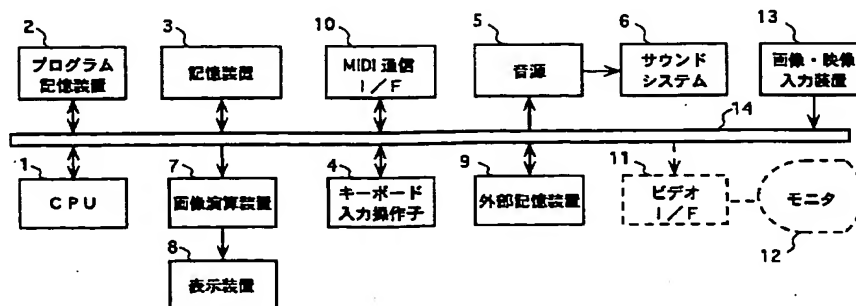 2
プログラム
記憶装置
3
記憶装置
10
MIDI 通信
I/F
5
音源
6
サウンド
システム
13
画像・映像
入力装置
14
1
CPU
7
画像演算装置
4
キーボード
入力操作子
9
外部記憶装置
11
ビデオ
I/F
モニタ
12
8
表示装置